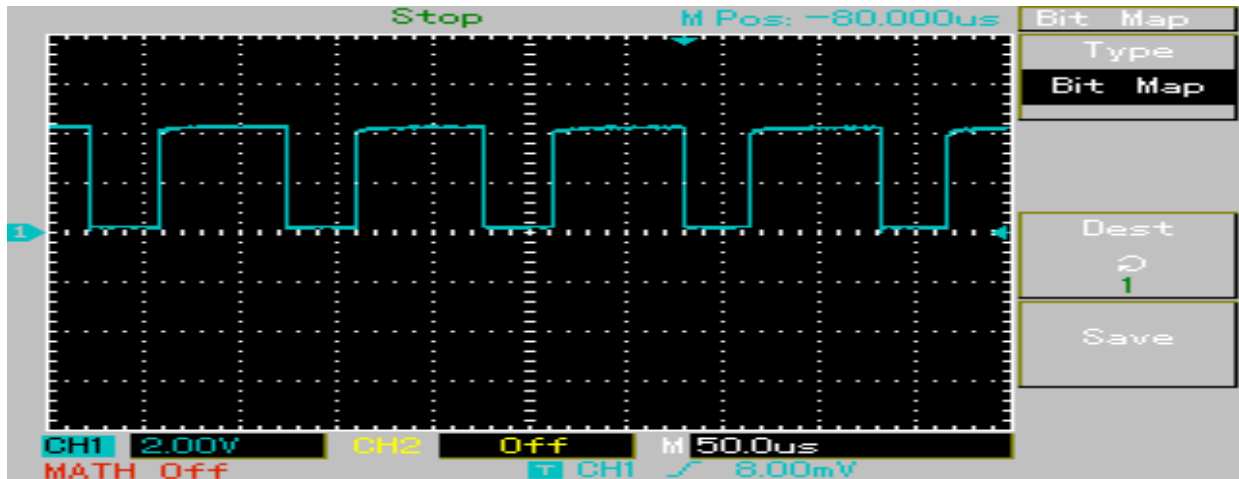 Stop M Pos: -80.000us Bit Map
Type
Bit Map
1
Dest
1
Save
CH1 2.00V CH2 Off M 50.0us
MATH Off T CH1 8.00mV